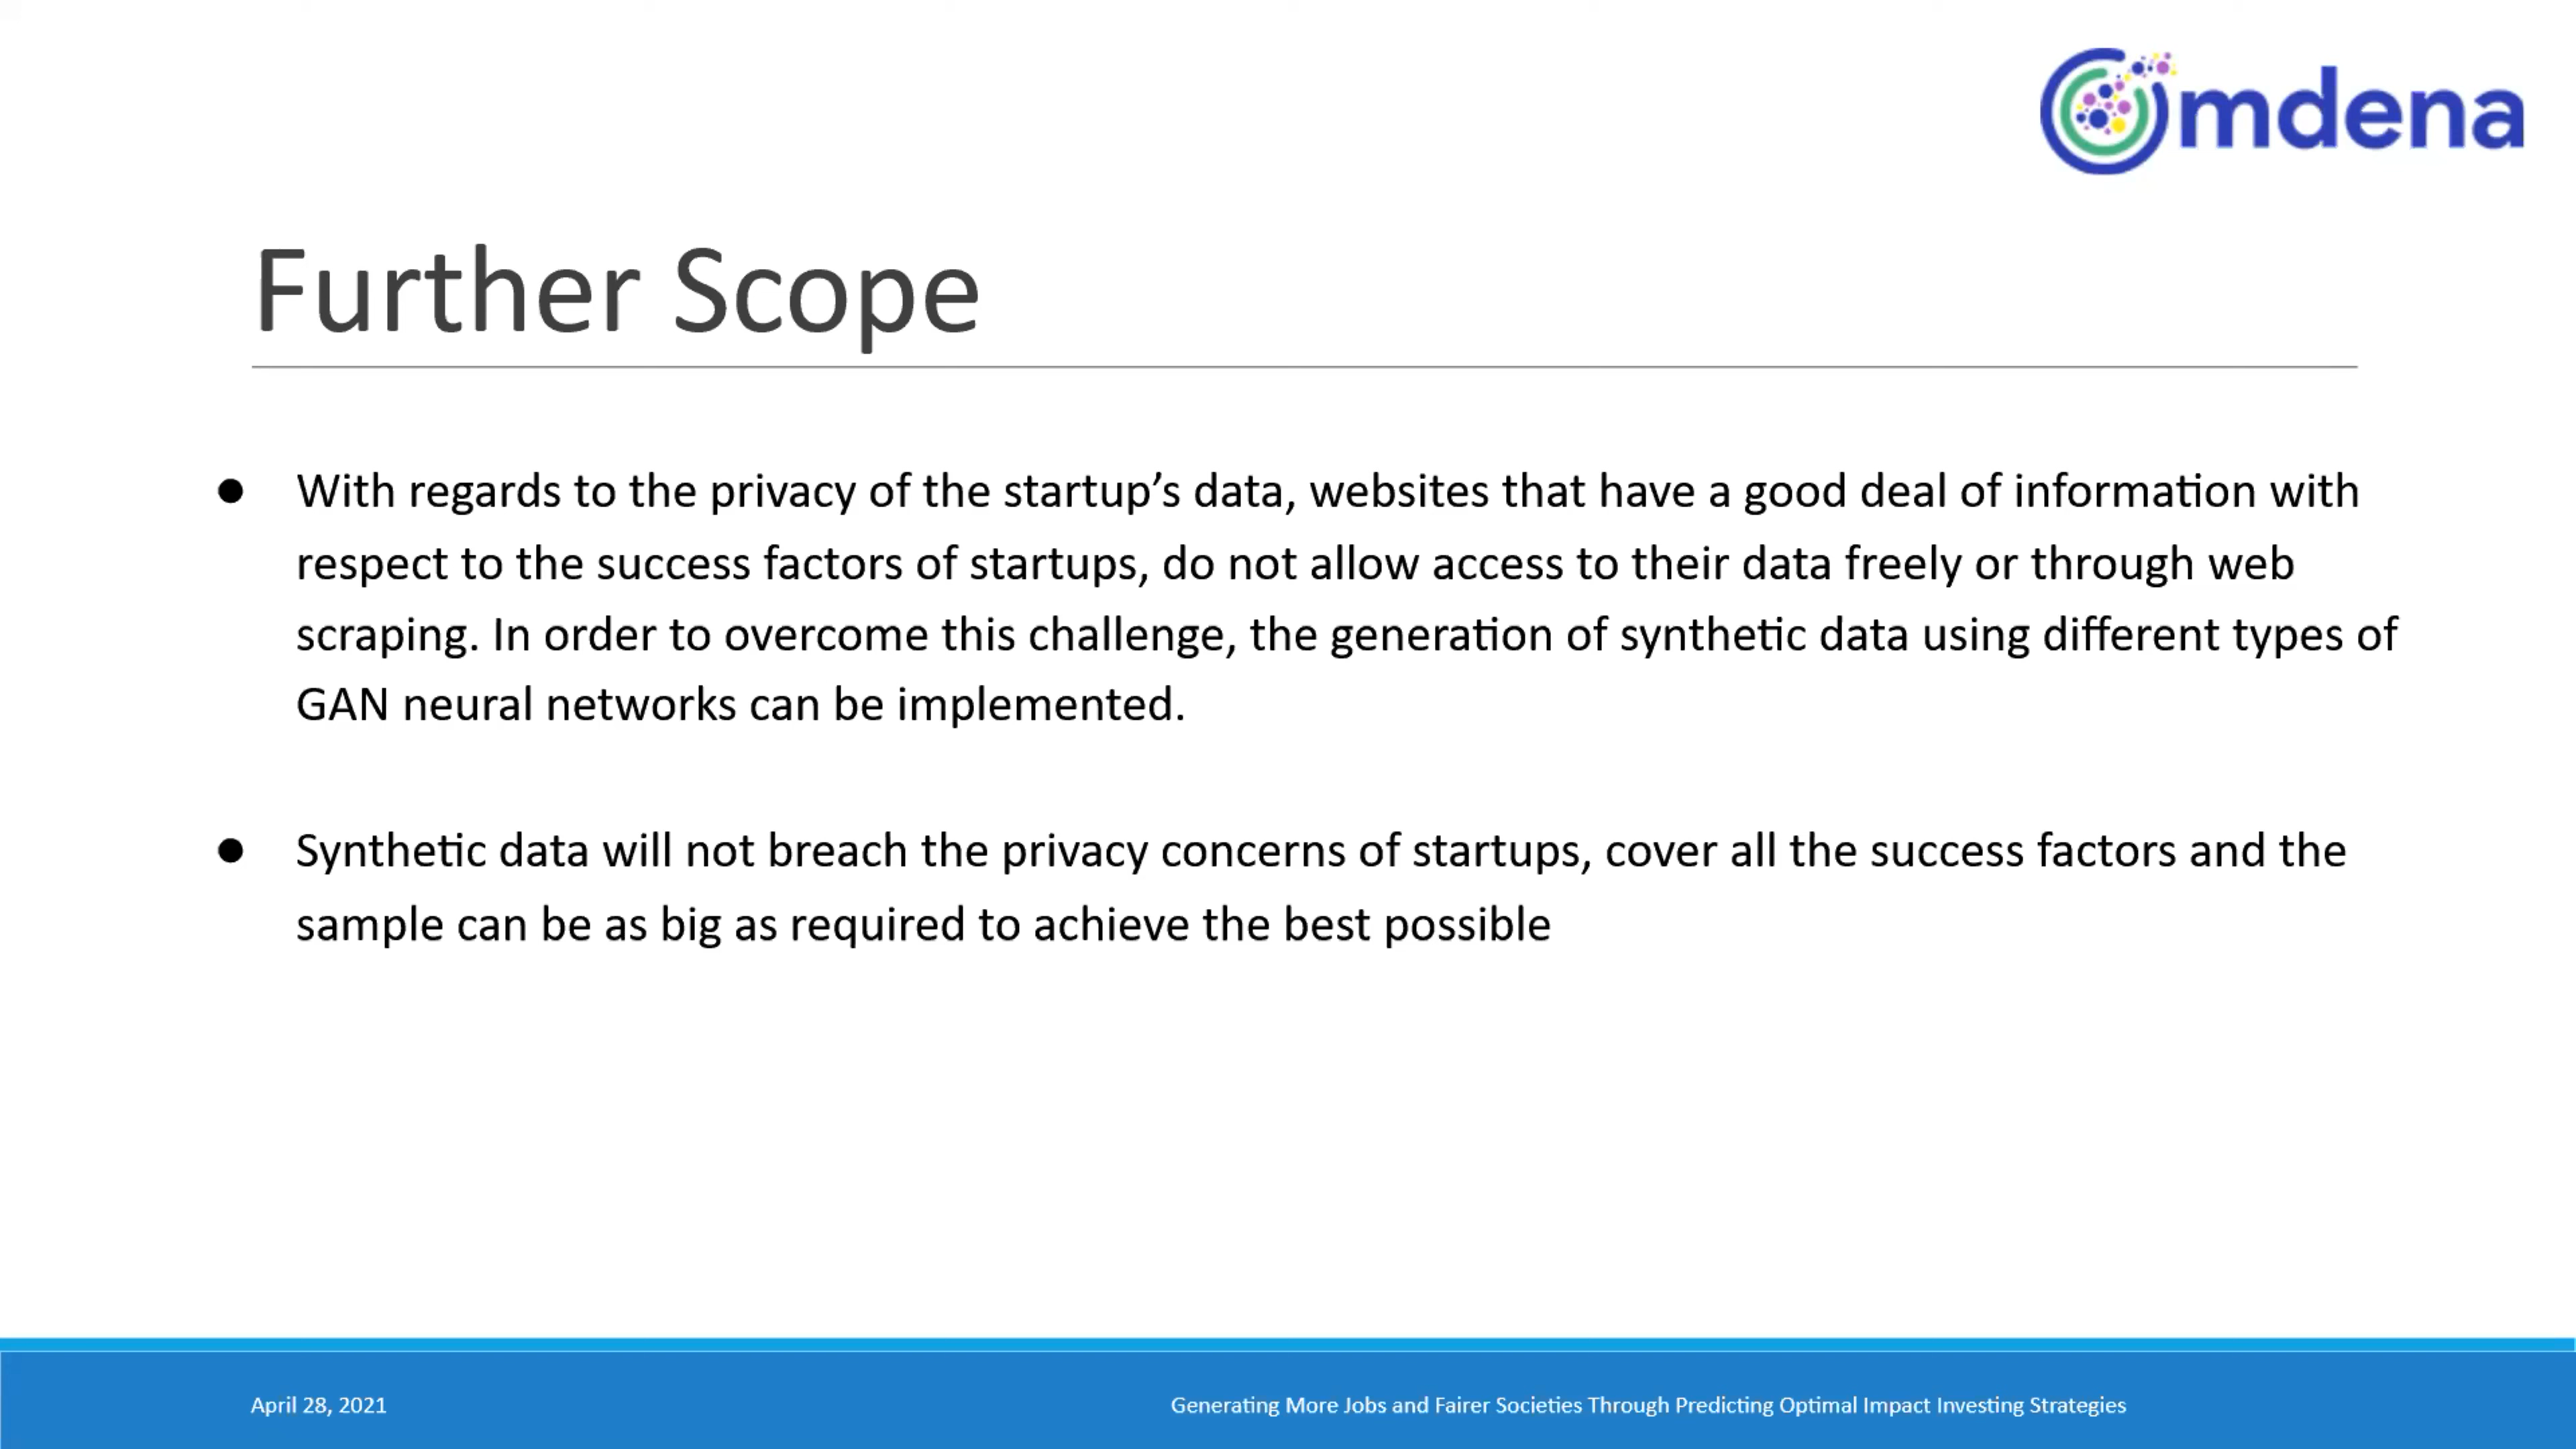 Omdena
Further Scope
● With regards to the privacy of the startup’s data, websites that have a good deal of information with
respect to the success factors of startups, do not allow access to their data freely or through web
scraping. In order to overcome this challenge, the generation of synthetic data using different types of
GAN neural networks can be implemented.
● Synthetic data will not breach the privacy concerns of startups, cover all the success factors and the
sample can be as big as required to achieve the best possible
April 28, 2021
Generating More Jobs and Fairer Societies Through Predicting Optimal Impact Investing Strategies